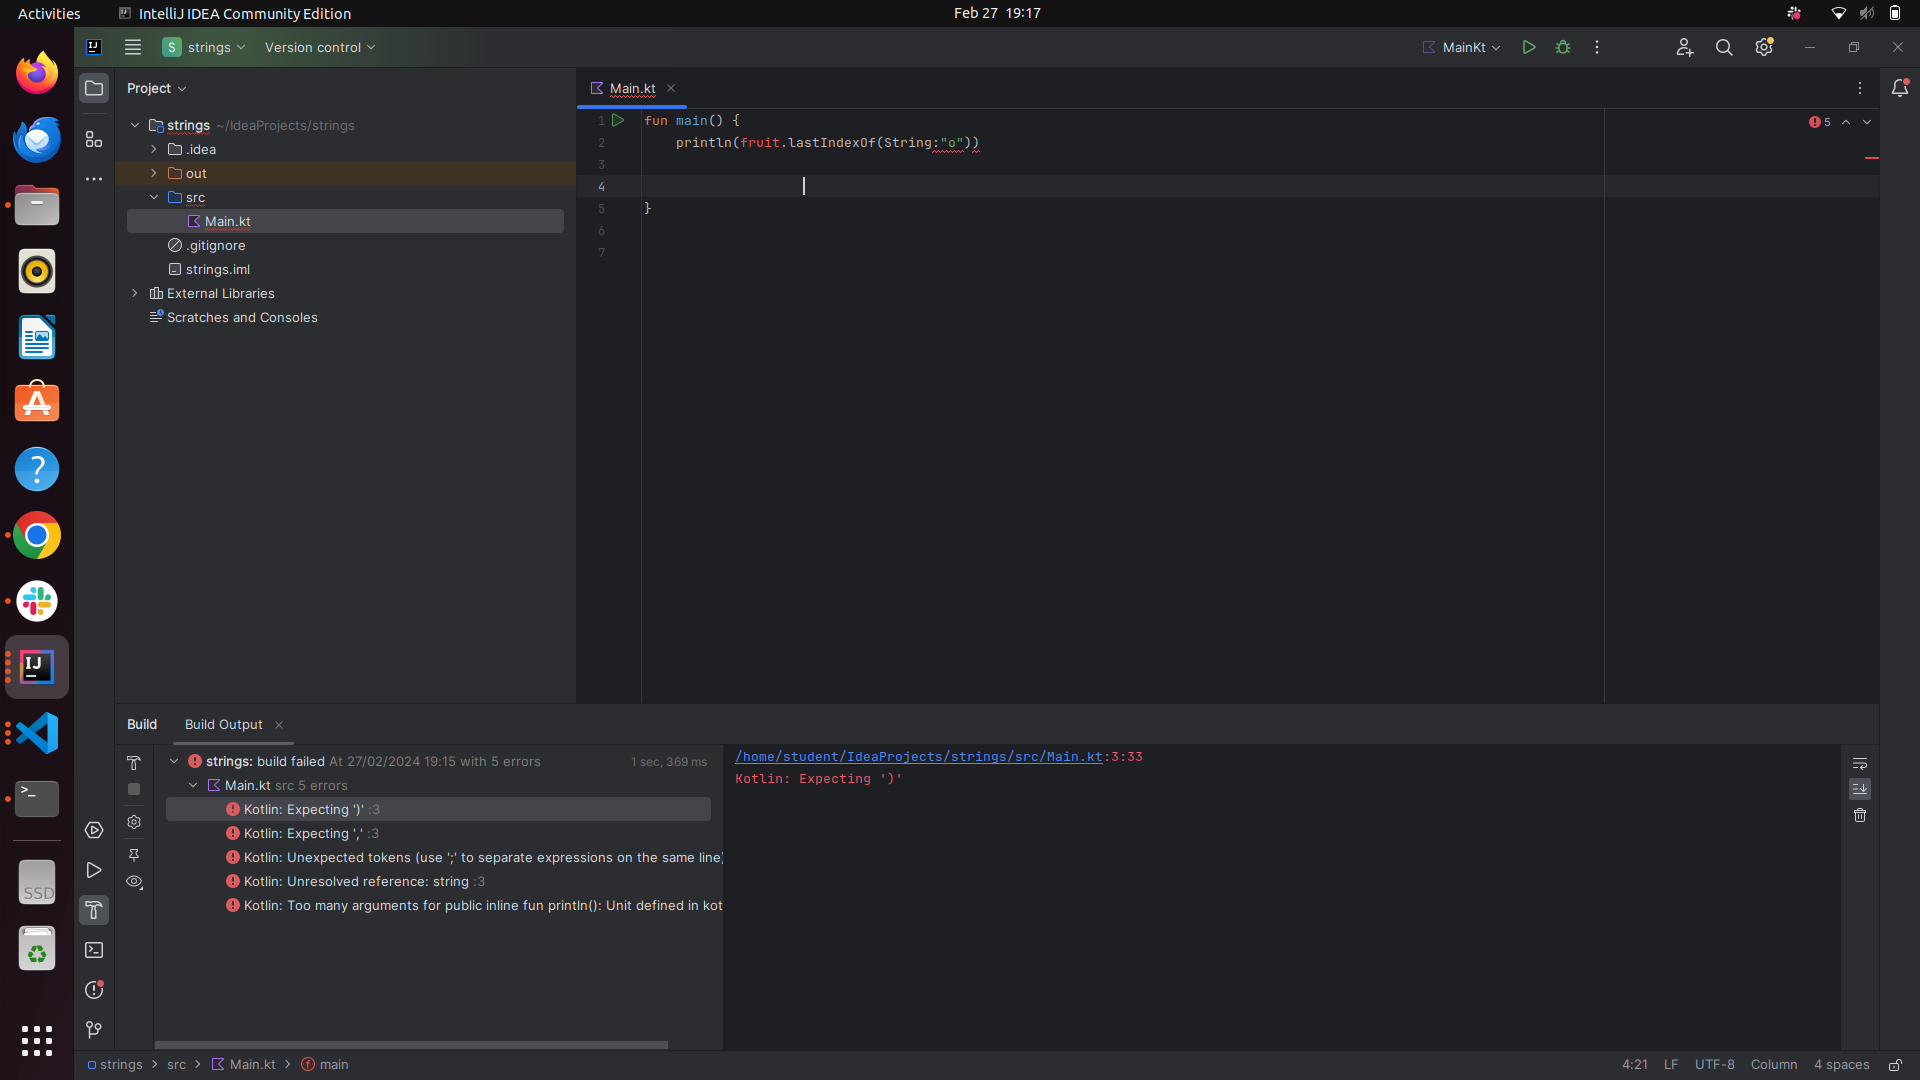 Activities
IntelliJ IDEA Community Edition
Feb 27 19:17
IJ
S strings
Version control
MainKt
Project
Main.kt
strings ~/IdeaProjects/strings
.idea
out
src
Main.kt
.gitignore
strings.iml
External Libraries
Scratches and Consoles
1 fun main() {
2 println(fruit.lastIndexOf(String:"o"))
3
4
5 }
6
7
5
SSD
Build
Build Output
strings: build failed At 27/02/2024 19:15 with 5 errors 1 sec, 369 ms
Main.kt src 5 errors
Kotlin: Expecting ')' :3
Kotlin: Expecting ',' :3
Kotlin: Unexpected tokens (use ';' to separate expressions on the same line)
Kotlin: Unresolved reference: string :3
Kotlin: Too many arguments for public inline fun println(): Unit defined in kot
/home/student/IdeaProjects/strings/src/Main.kt:3:33
Kotlin: Expecting ')'
strings > src > Main.kt > main
4:21 LF UTF-8 Column 4 spaces